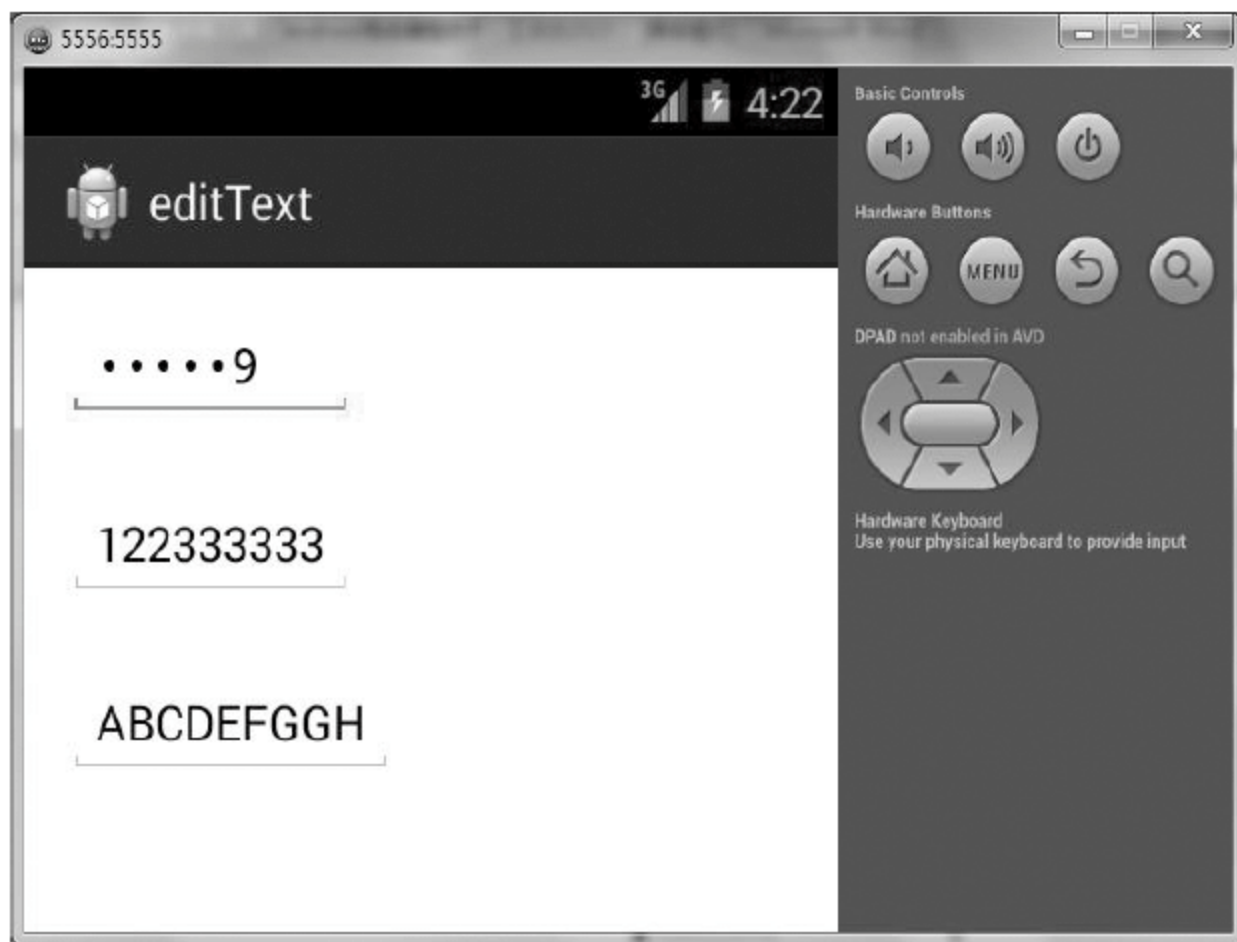 5556:5555
3G 4:22
editText
•••••9
122333333
ABCDEFGGH
Basic Controls
Hardware Buttons
MENU
DPAD not enabled in AVD
Hardware Keyboard
Use your physical keyboard to provide input